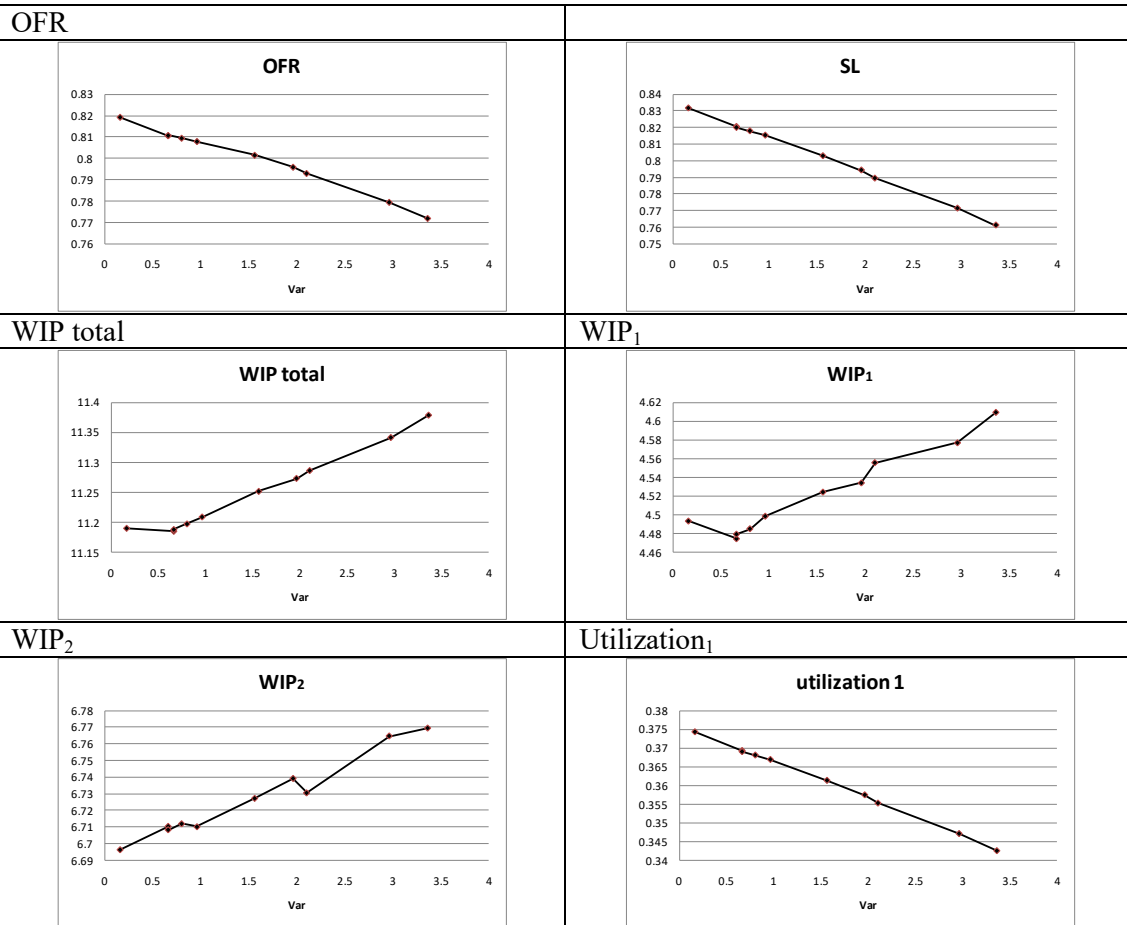 OFR
OFR
0.83
0.82
0.81
0.8
0.79
0.78
0.77
0.76
0 0.5 1 1.5 2 2.5 3 3.5 4
Var
SL
0.84
0.83
0.82
0.81
0.8
0.79
0.78
0.77
0.76
0.75
0 0.5 1 1.5 2 2.5 3 3.5 4
Var
WIP total
WIP₁
WIP total
11.4
11.35
11.3
11.25
11.2
11.15
0 0.5 1 1.5 2 2.5 3 3.5 4
Var
WIP₁
4.62
4.6
4.58
4.56
4.54
4.52
4.5
4.48
4.46
0 0.5 1 1.5 2 2.5 3 3.5 4
Var
WIP₂
Utilization₁
WIP₂
6.78
6.77
6.76
6.75
6.74
6.73
6.72
6.71
6.7
6.69
0 0.5 1 1.5 2 2.5 3 3.5 4
Var
utilization 1
0.38
0.375
0.37
0.365
0.36
0.355
0.35
0.345
0.34
0 0.5 1 1.5 2 2.5 3 3.5 4
Var